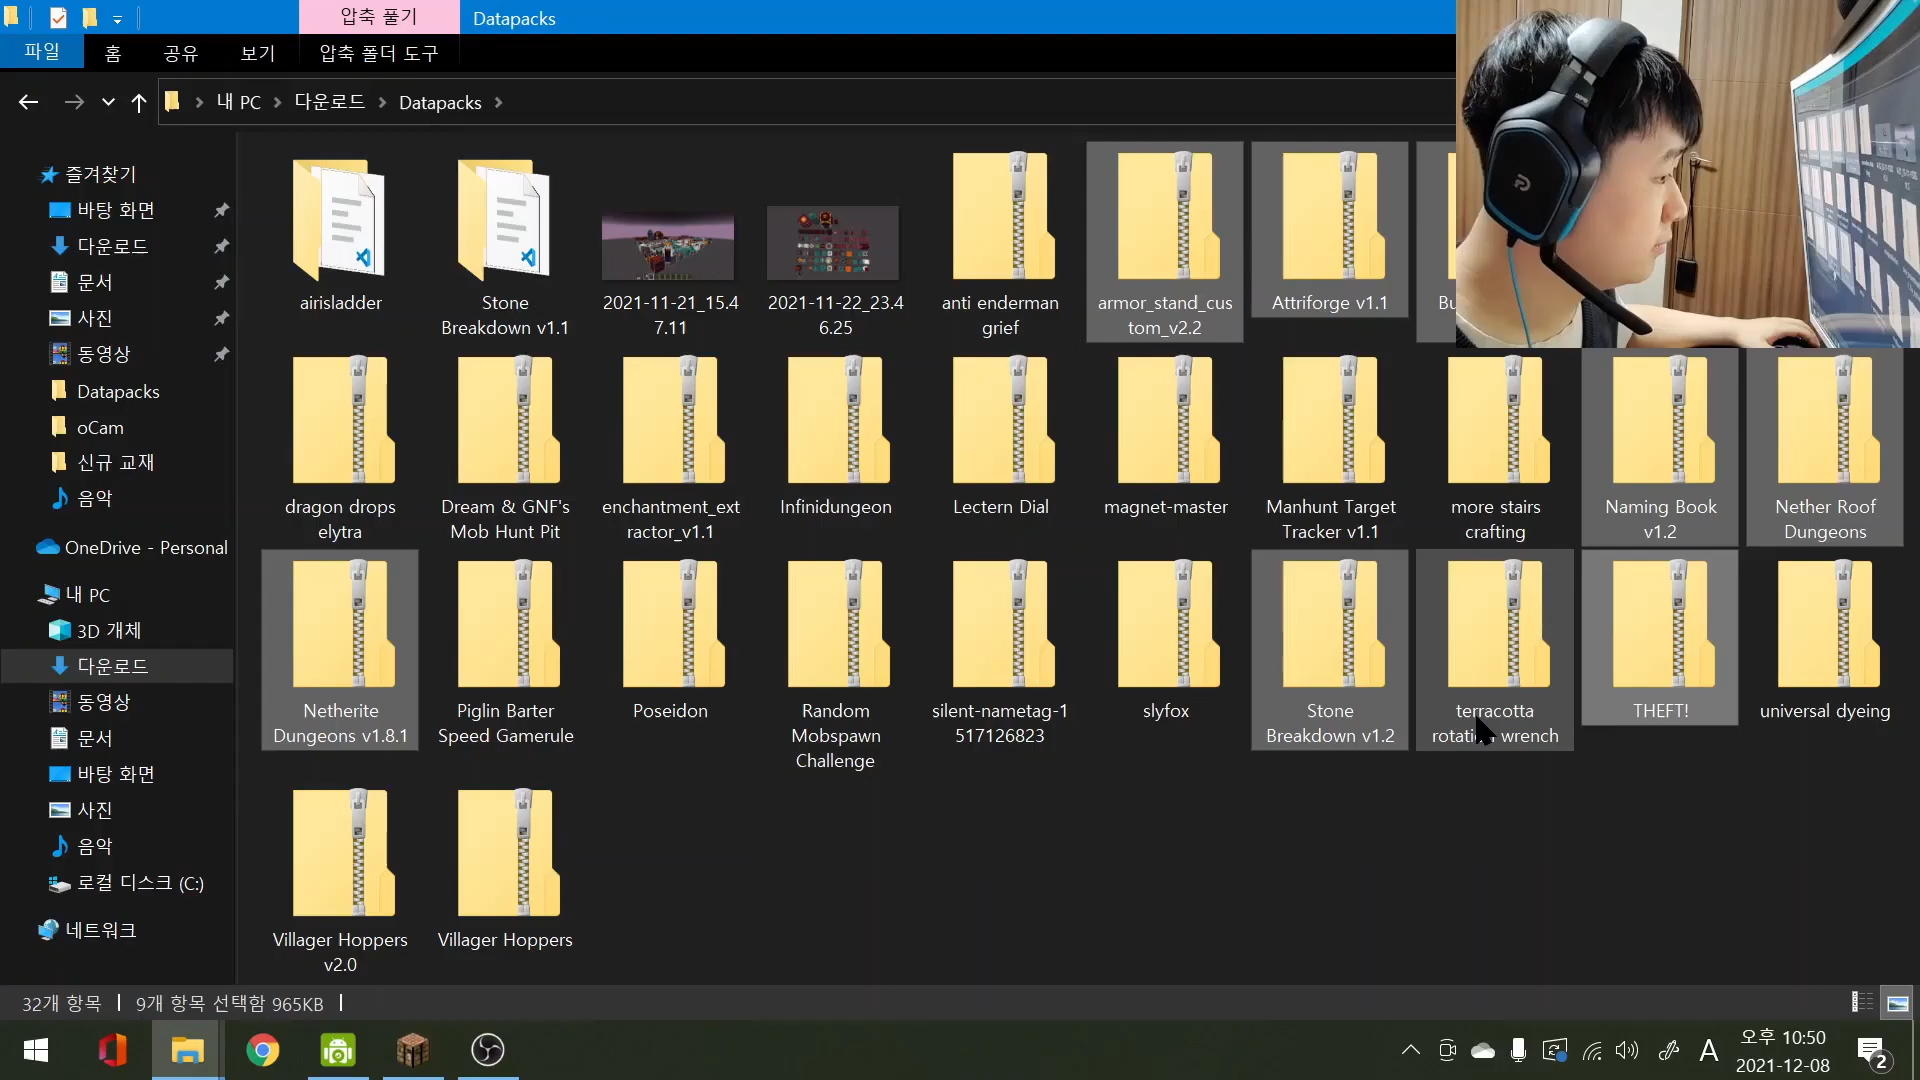 압축 풀기
Datapacks
파일
홈
공유
보기
압축 폴더 도구
내 PC
다운로드
Datapacks
즐겨찾기
바탕 화면
다운로드
문서
사진
동영상
Datapacks
oCam
신규 교재
음악
OneDrive - Personal
내 PC
3D 개체
다운로드
동영상
문서
바탕 화면
사진
음악
로컬 디스크 (C:)
네트워크
airisladder
Stone
Breakdown v1.1
2021-11-21_15.4
7.11
2021-11-22_23.4
6.25
anti enderman
grief
armor_stand_cus
tom_v2.2
Attriforge v1.1
dragon drops
elytra
Dream & GNF's
Mob Hunt Pit
enchantment_ext
ractor_v1.1
Infinidungeon
Lectern Dial
magnet-master
Manhunt Target
Tracker v1.1
more stairs
crafting
Naming Book
v1.2
Nether Roof
Dungeons
Netherite
Dungeons v1.8.1
Piglin Barter
Speed Gamerule
Poseidon
Random
Mobspawn
Challenge
silent-nametag-1
517126823
slyfox
Stone
Breakdown v1.2
terracotta
rotation wrench
THEFT!
universal dyeing
Villager Hoppers
v2.0
Villager Hoppers
32개 항목
9개 항목 선택함 965KB
A
오후 10:50
2021-12-08
2